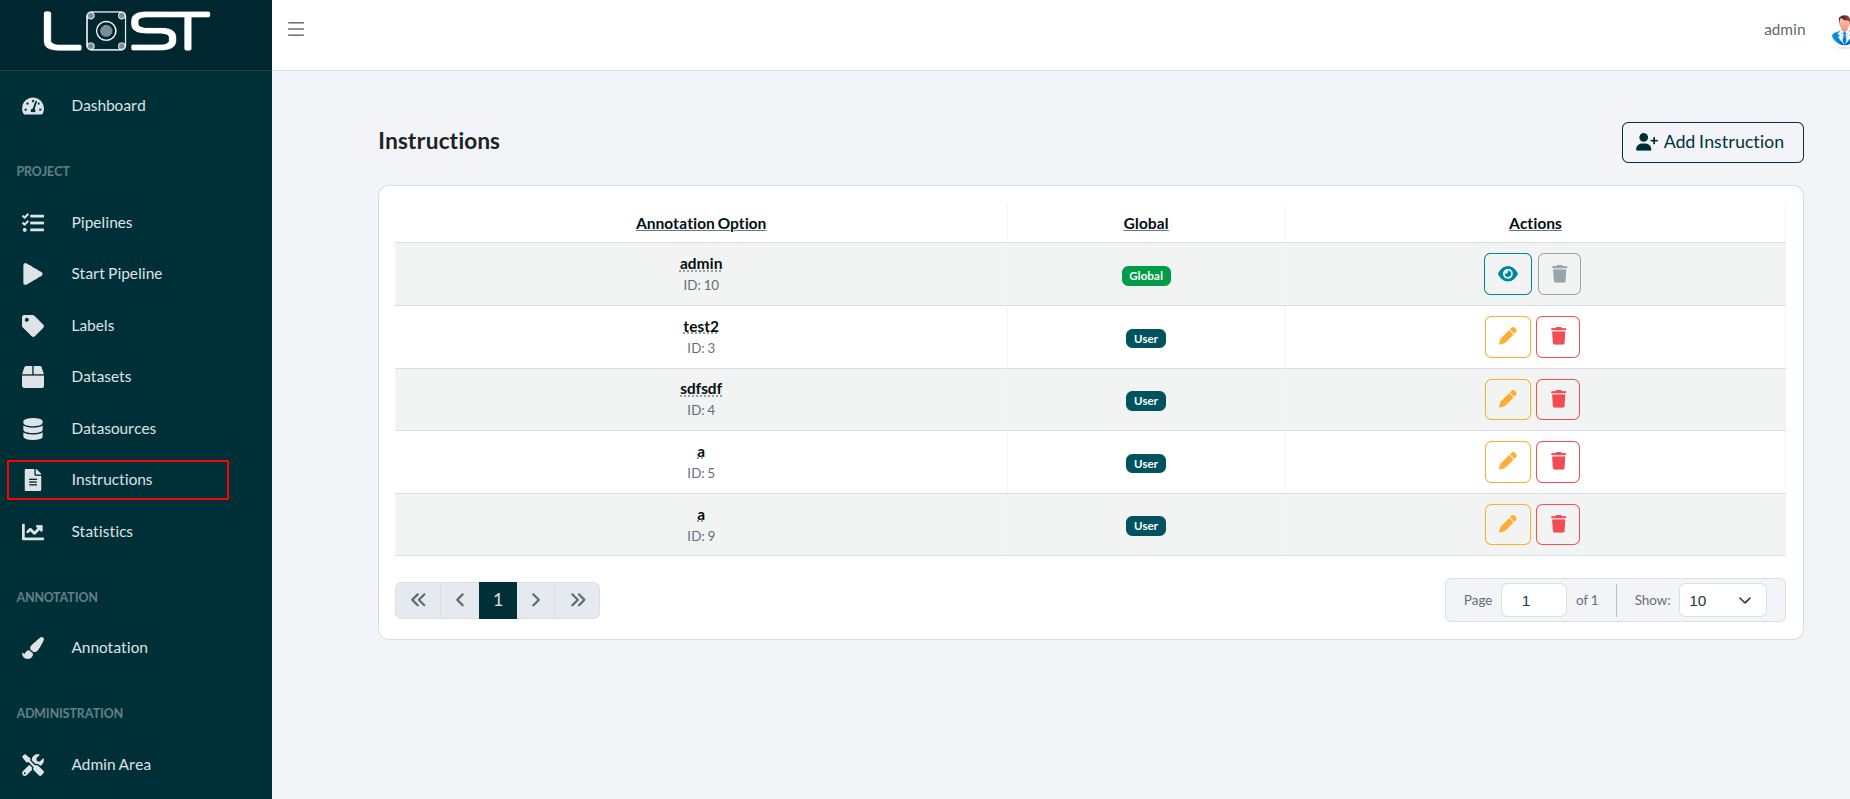 LOST
admin
Dashboard
PROJECT
Pipelines
Start Pipeline
Labels
Datasets
Datasources
Instructions
Statistics
ANNOTATION
Annotation
ADMINISTRATION
Admin Area
Instructions
Add Instruction
Annotation Option Global Actions
admin
ID: 10
Global
test2
ID: 3
User
sdfsdf
ID: 4
User
a
ID: 5
User
a
ID: 9
User
1
Page 1 of 1 Show: 10